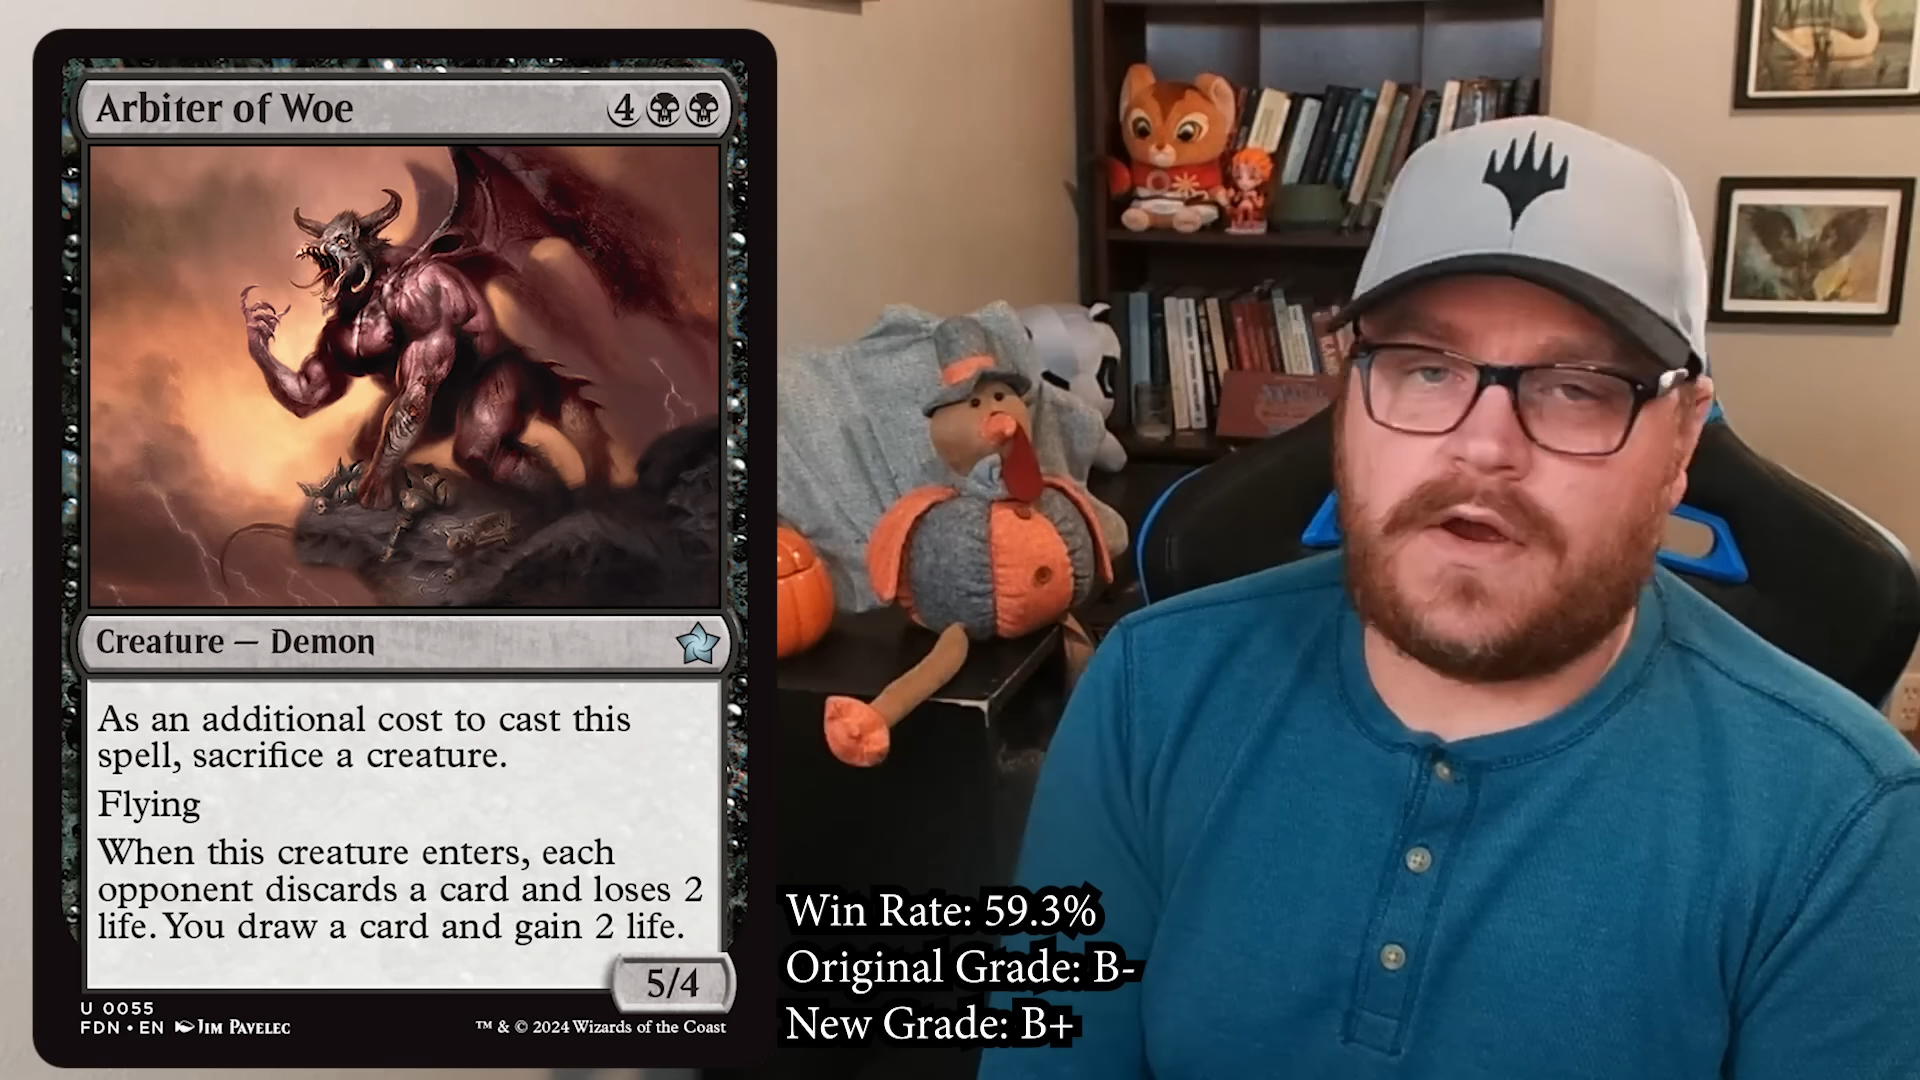 Arbiter of Woe 4
Creature — Demon
As an additional cost to cast this
spell, sacrifice a creature.
Flying
When this creature enters, each
opponent discards a card and loses 2
life. You draw a card and gain 2 life.
5/4
U 0055
FDN • EN Jim Pavelec
™ & © 2024 Wizards of the Coast
Win Rate: 59.3%
Original Grade: B-
New Grade: B+